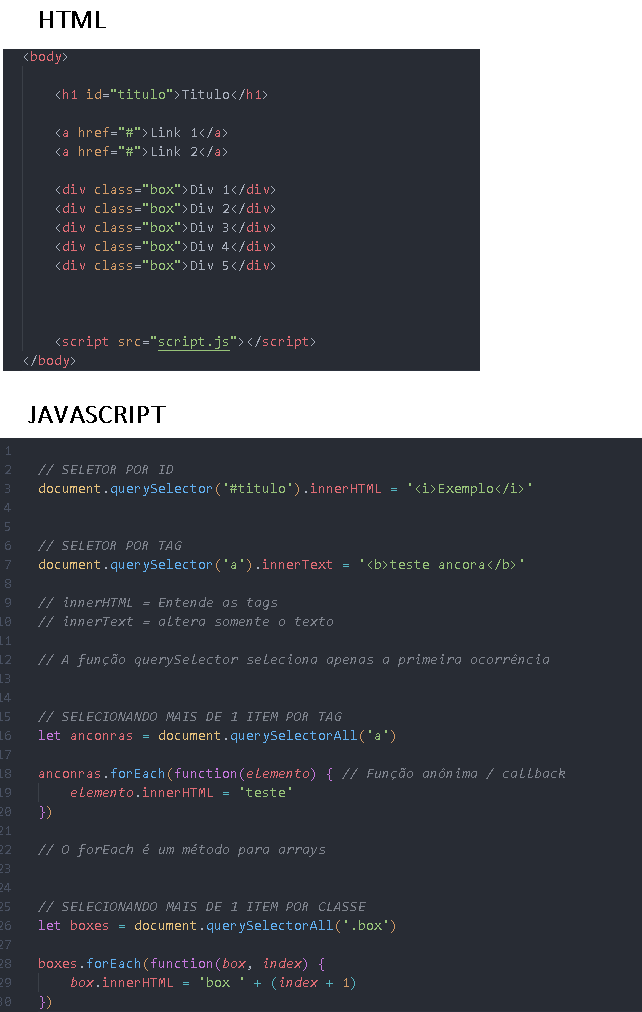 HTML
<body>
<h1 id="titulo">Titulo</h1>
<a href="#">Link 1</a>
<a href="#">Link 2</a>
<div class="box">Div 1</div>
<div class="box">Div 2</div>
<div class="box">Div 3</div>
<div class="box">Div 4</div>
<div class="box">Div 5</div>
<script src="script.js"></script>
</body>
JAVASCRIPT
1
2 // SELETOR POR ID
3 document.querySelector('#titulo').innerHTML = '<i>Exemplo</i>'
4
5
6 // SELETOR POR TAG
7 document.querySelector('a').innerText = '<b>teste ancora</b>'
8
9 // innerHTML = Entende as tags
10 // innerText = altera somente o texto
11
12 // A função querySelector seleciona apenas a primeira ocorrência
13
14
15 // SELECIONANDO MAIS DE 1 ITEM POR TAG
16 let anconras = document.querySelectorAll('a')
17
18 anconras.forEach(function(elemento) { // Função anônima / callback
19 elemento.innerHTML = 'teste'
20 })
21
22 // O forEach é um método para arrays
23
24
25 // SELECIONANDO MAIS DE 1 ITEM POR CLASSE
26 let boxes = document.querySelectorAll('.box')
27
28 boxes.forEach(function(box, index) {
29 box.innerHTML = 'box ' + (index + 1)
30 })